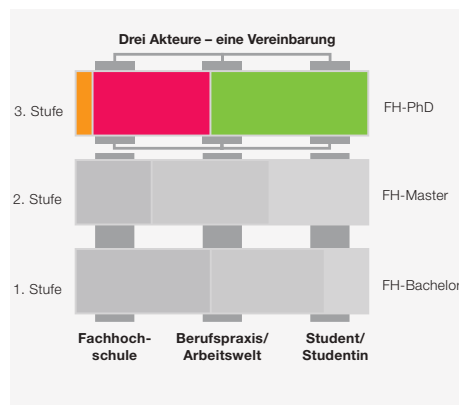 Drei Akteure – eine Vereinbarung
3. Stufe
FH-PhD
2. Stufe
FH-Master
1. Stufe
FH-Bachelor
Fachhoch-
schule
Berufspraxis/
Arbeitswelt
Student/
Studentin